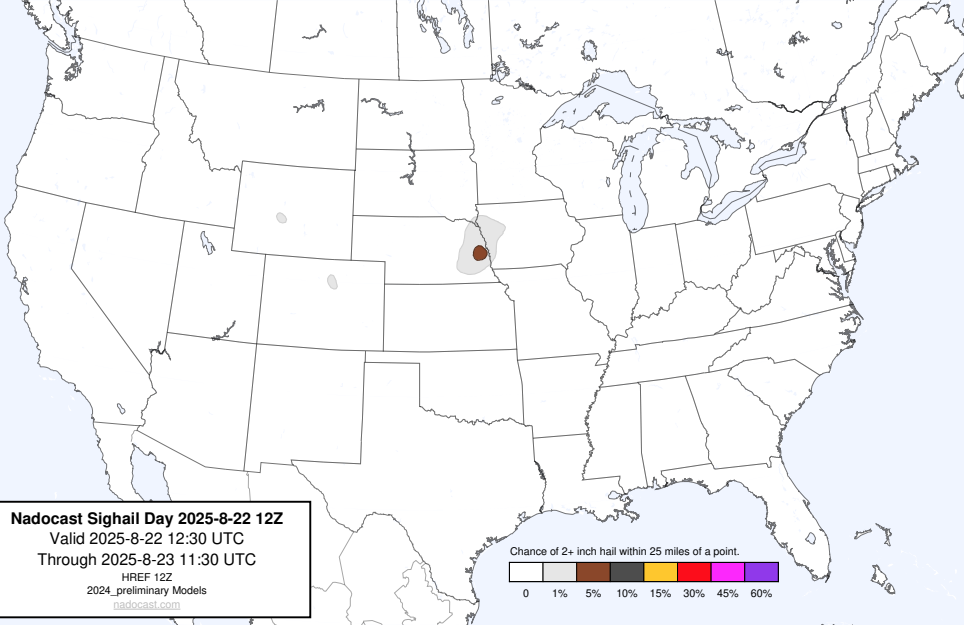 Nadocast Sighail Day 2025-8-22 12Z
Valid 2025-8-22 12:30 UTC
Through 2025-8-23 11:30 UTC
HREF 12Z
2024_preliminary Models
nadocast.com
Chance of 2+ inch hail within 25 miles of a point.
0 1% 5% 10% 15% 30% 45% 60%